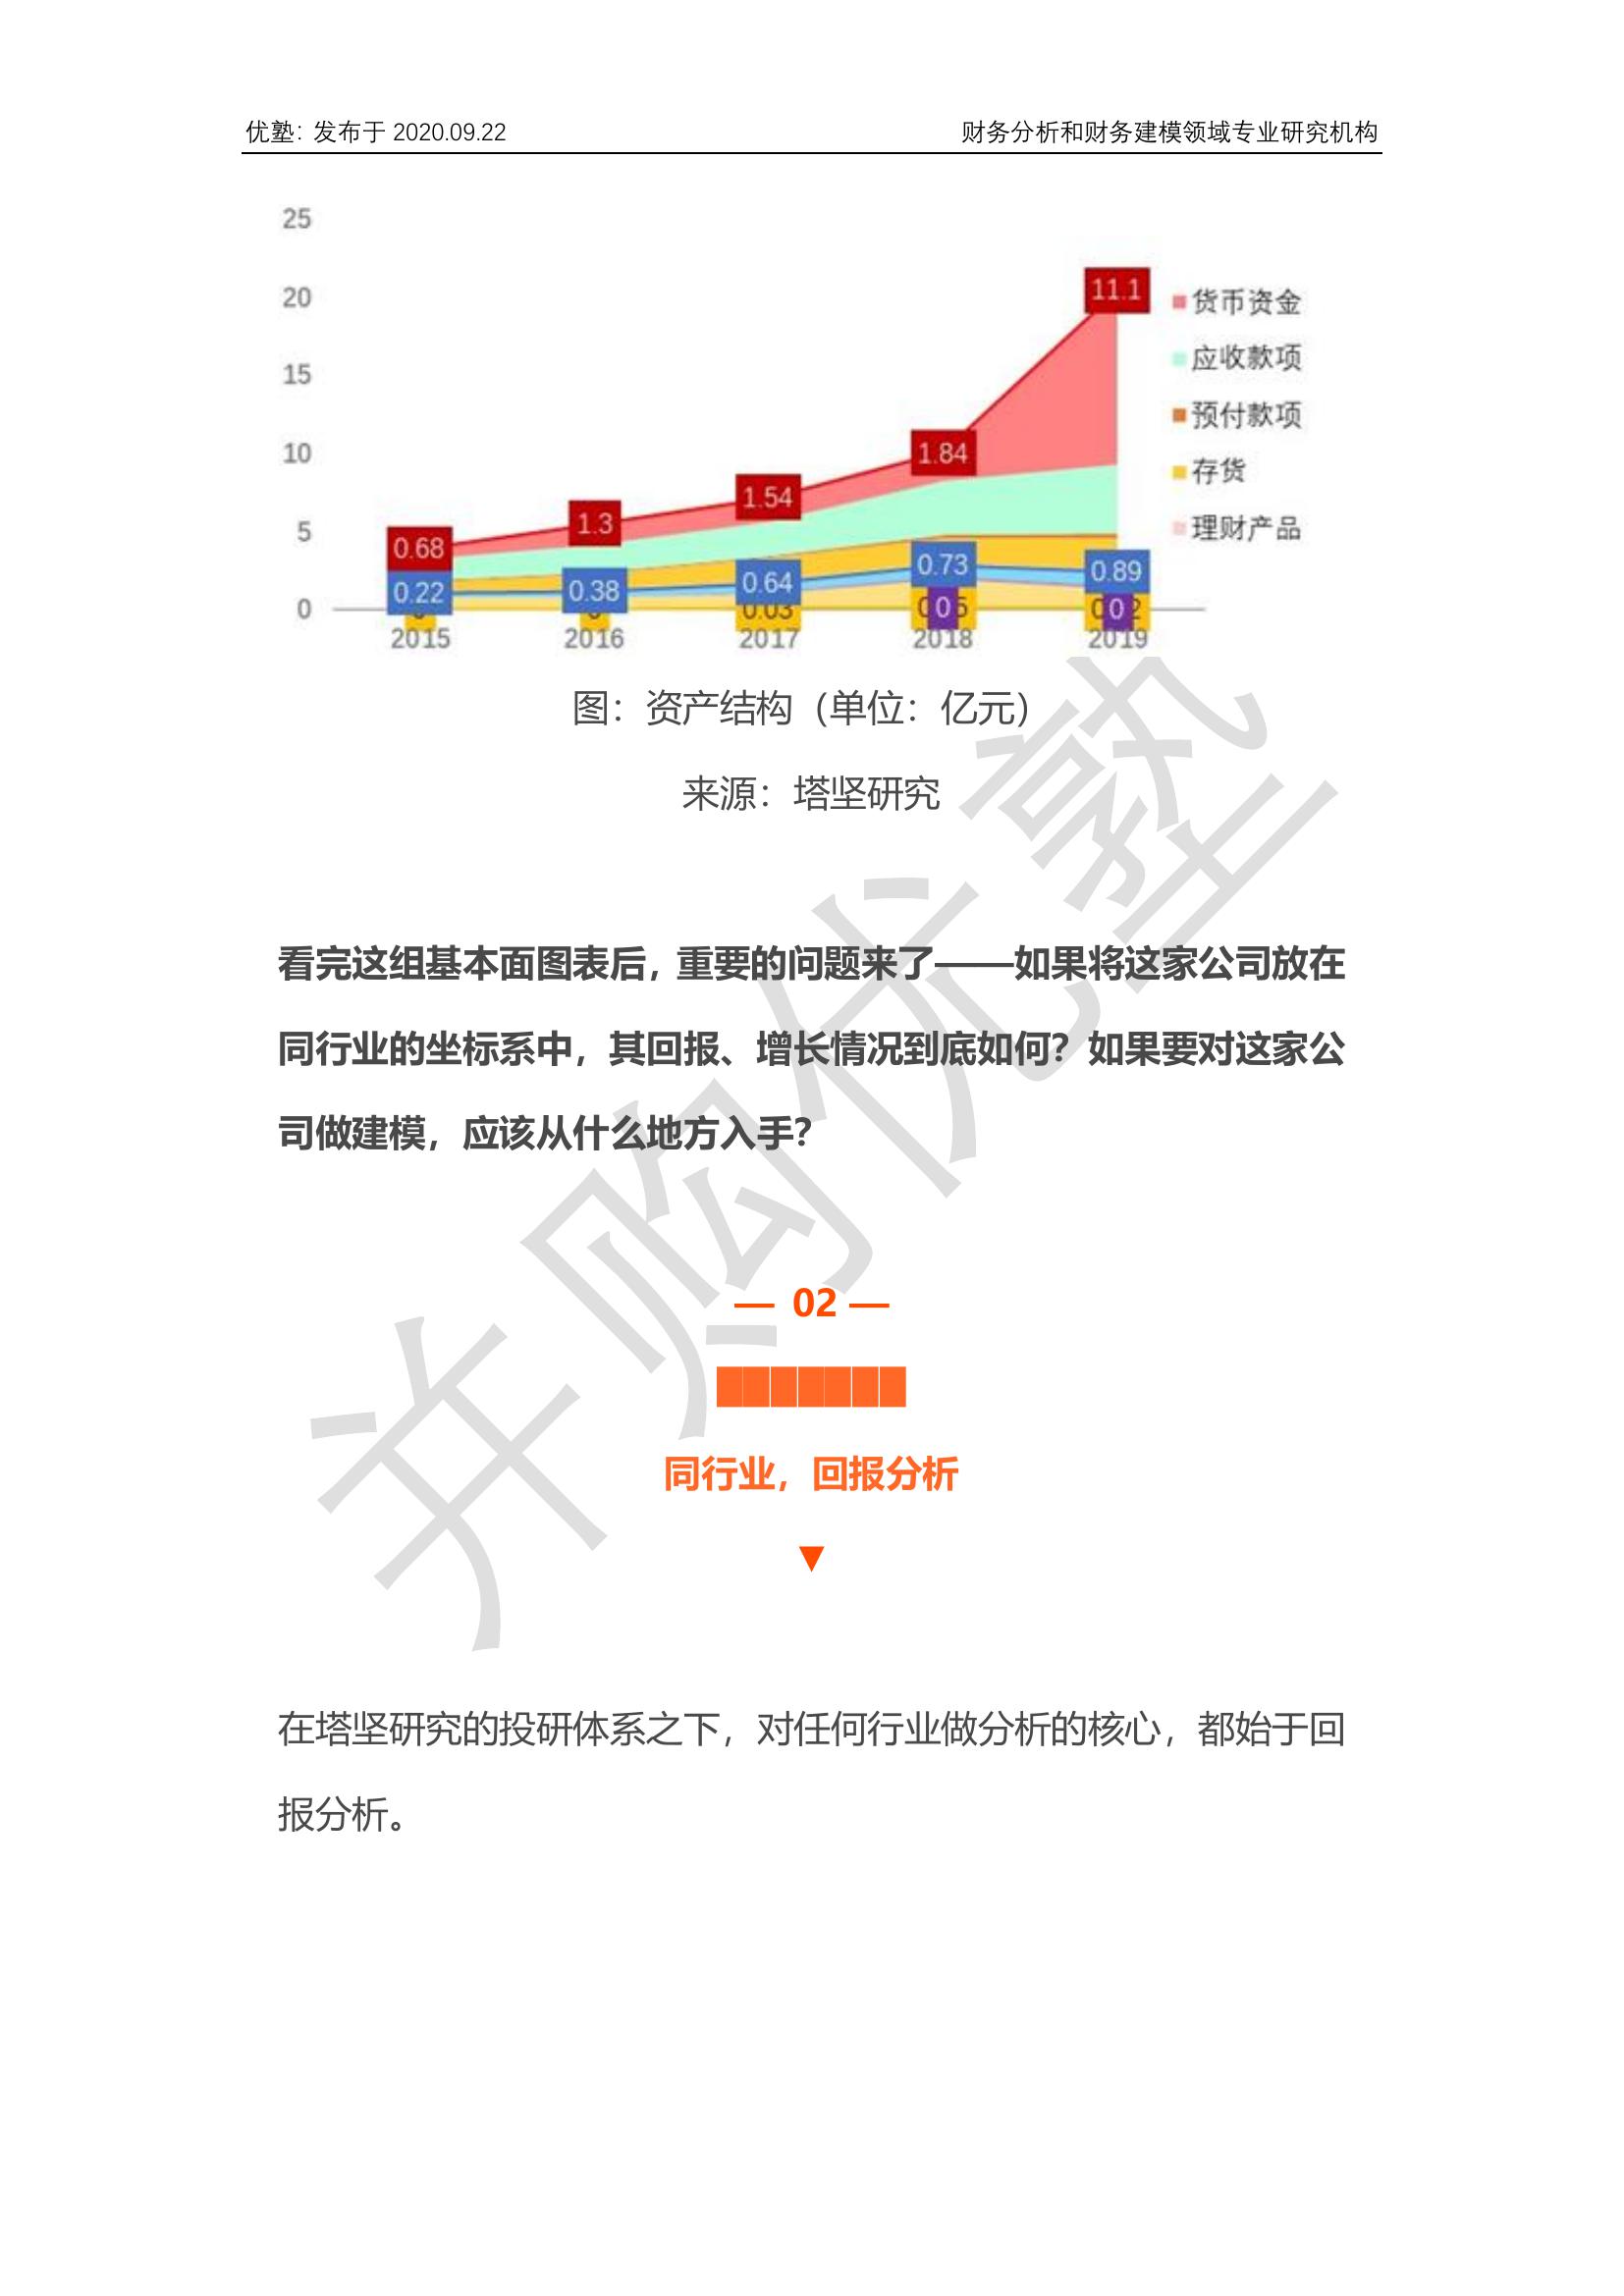 优塾：发布于 2020.09.22 财务分析和财务建模领域专业研究机构
25
20
15
10
5
0
11.1
1.84
1.54
1.3
0.68
0.22
0.38
0.64
0.73
0.89
0.03
0
0
2015 2016 2017 2018 2019
货币资金
应收款项
预付款项
存货
理财产品
图：资产结构（单位：亿元）
来源：塔坚研究
看完这组基本面图表后，重要的问题来了——如果将这家公司放在
同行业的坐标系中，其回报、增长情况到底如何？如果要对这家公
司做建模，应该从什么地方入手？
— 02 —
同行业，回报分析
▼
在塔坚研究的投研体系之下，对任何行业做分析的核心，都始于回
报分析。
并购优塾